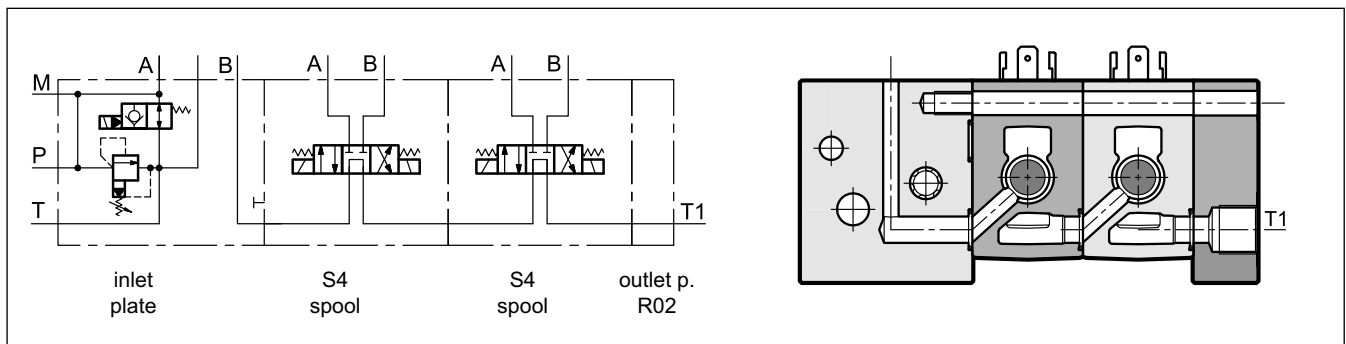 A B A B A B
M
P
T T1
inlet
plate
S4
spool
S4
spool
outlet p.
R02
T1